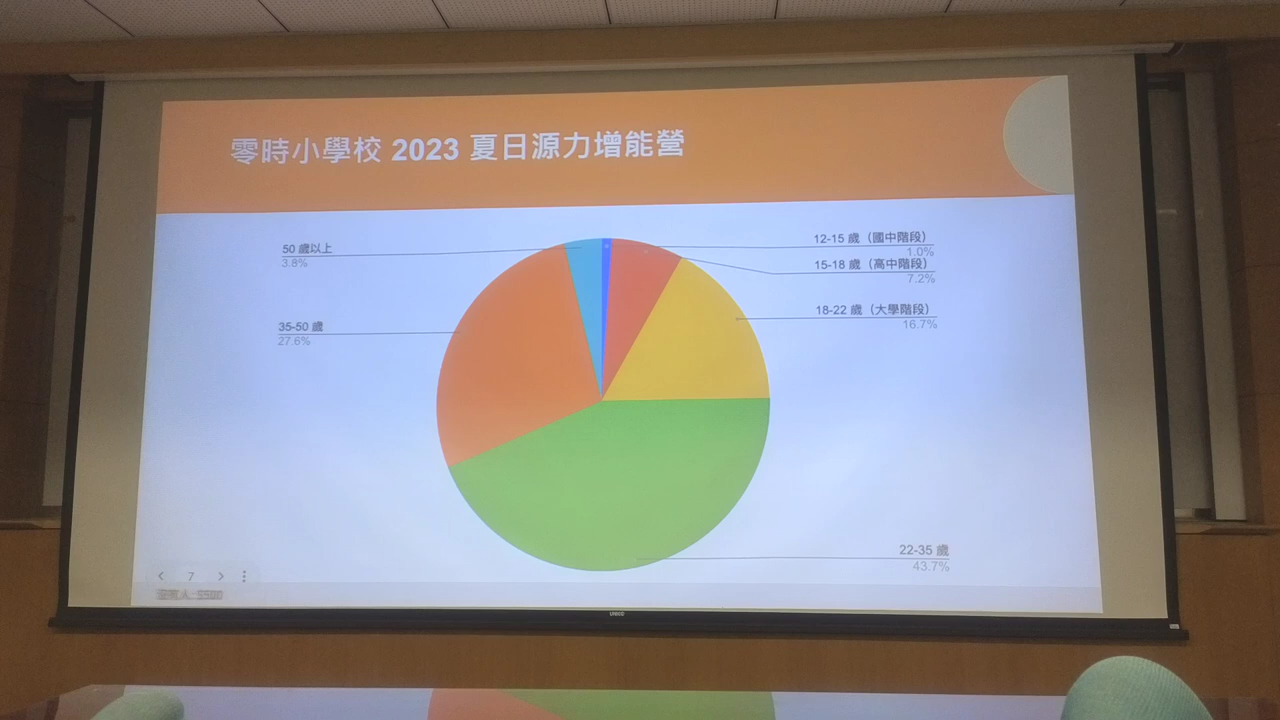 零時小學校 2023 夏日源力增能營
50 歲以上
3.8%
12-15 歲（國中階段）
1.0%
15-18 歲（高中階段）
7.2%
18-22 歲（大學階段）
16.7%
35-50 歲
27.6%
22-35 歲
43.7%
7
UNICO